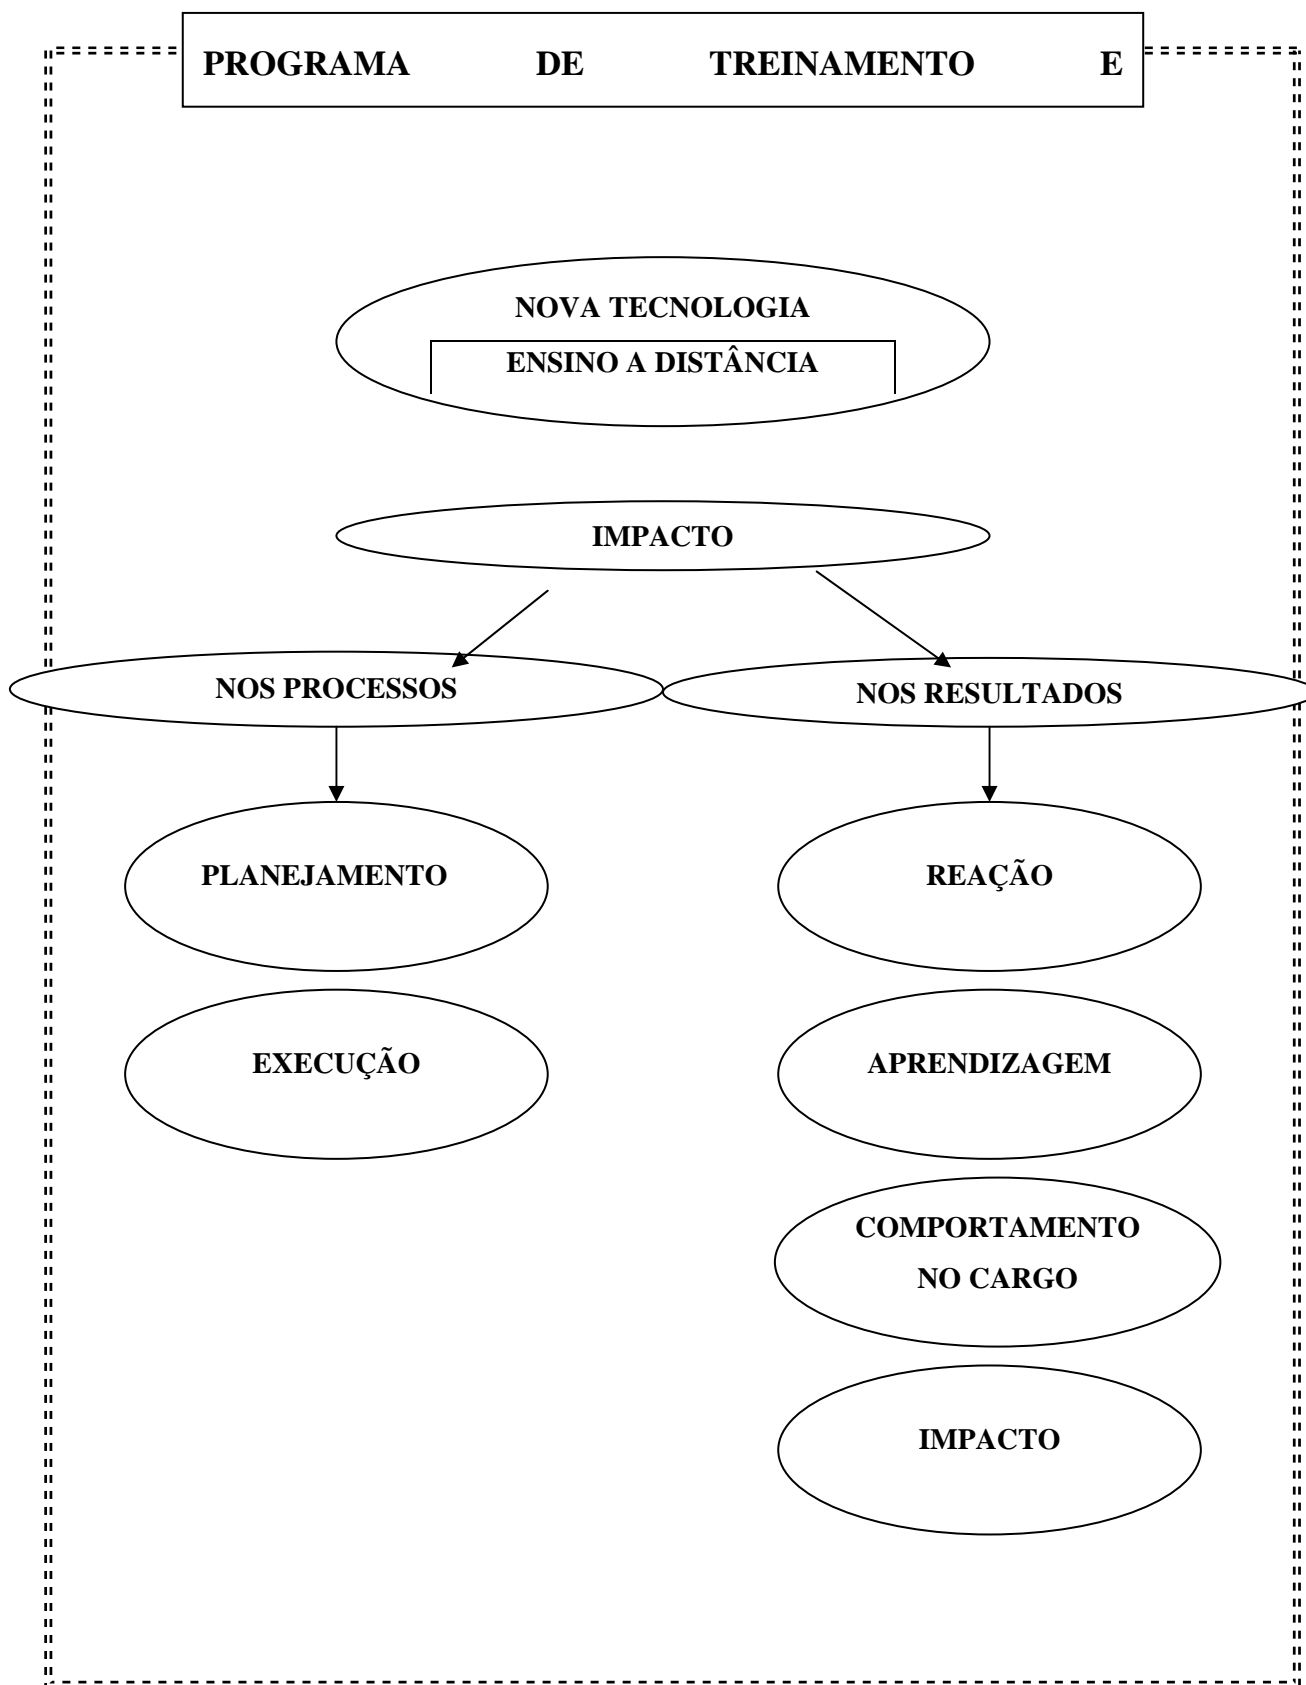 PROGRAMA DE TREINAMENTO E
NOVA TECNOLOGIA
ENSINO A DISTÂNCIA
IMPACTO
NOS PROCESSOS
NOS RESULTADOS
PLANEJAMENTO
REAÇÃO
EXECUÇÃO
APRENDIZAGEM
COMPORTAMENTO
NO CARGO
IMPACTO